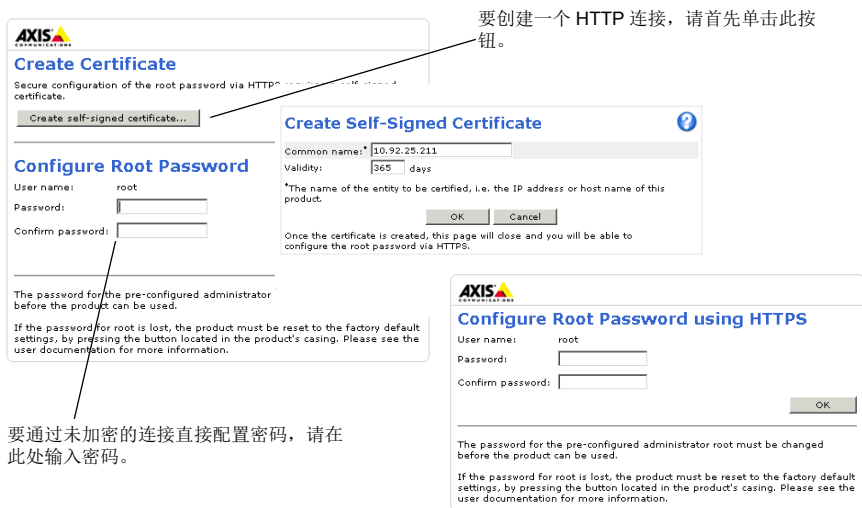 要创建一个 HTTP 连接，请首先单击此按
钮。
AXIS
COMMUNICATIONS
Create Certificate
Secure configuration of the root password via HTTPS requires a self-signed
certificate.
Create self-signed certificate...
Configure Root Password
User name: root
Password:
Confirm password:
The password for the pre-configured administrator
before the product can be used.
If the password for root is lost, the product must be reset to the factory default
settings, by pressing the button located in the product's casing. Please see the
user documentation for more information.
Create Self-Signed Certificate
?
Common name:* 10.92.25.211
Validity: 365 days
*The name of the entity to be certified, i.e. the IP address or host name of this
product.
OK Cancel
Once the certificate is created, this page will close and you will be able to
configure the root password via HTTPS.
AXIS
COMMUNICATIONS
Configure Root Password using HTTPS
User name: root
Password:
Confirm password:
OK
The password for the pre-configured administrator root must be changed
before the product can be used.
If the password for root is lost, the product must be reset to the factory default
settings, by pressing the button located in the product's casing. Please see the
user documentation for more information.
要通过未加密的连接直接配置密码，请在
此处输入密码。